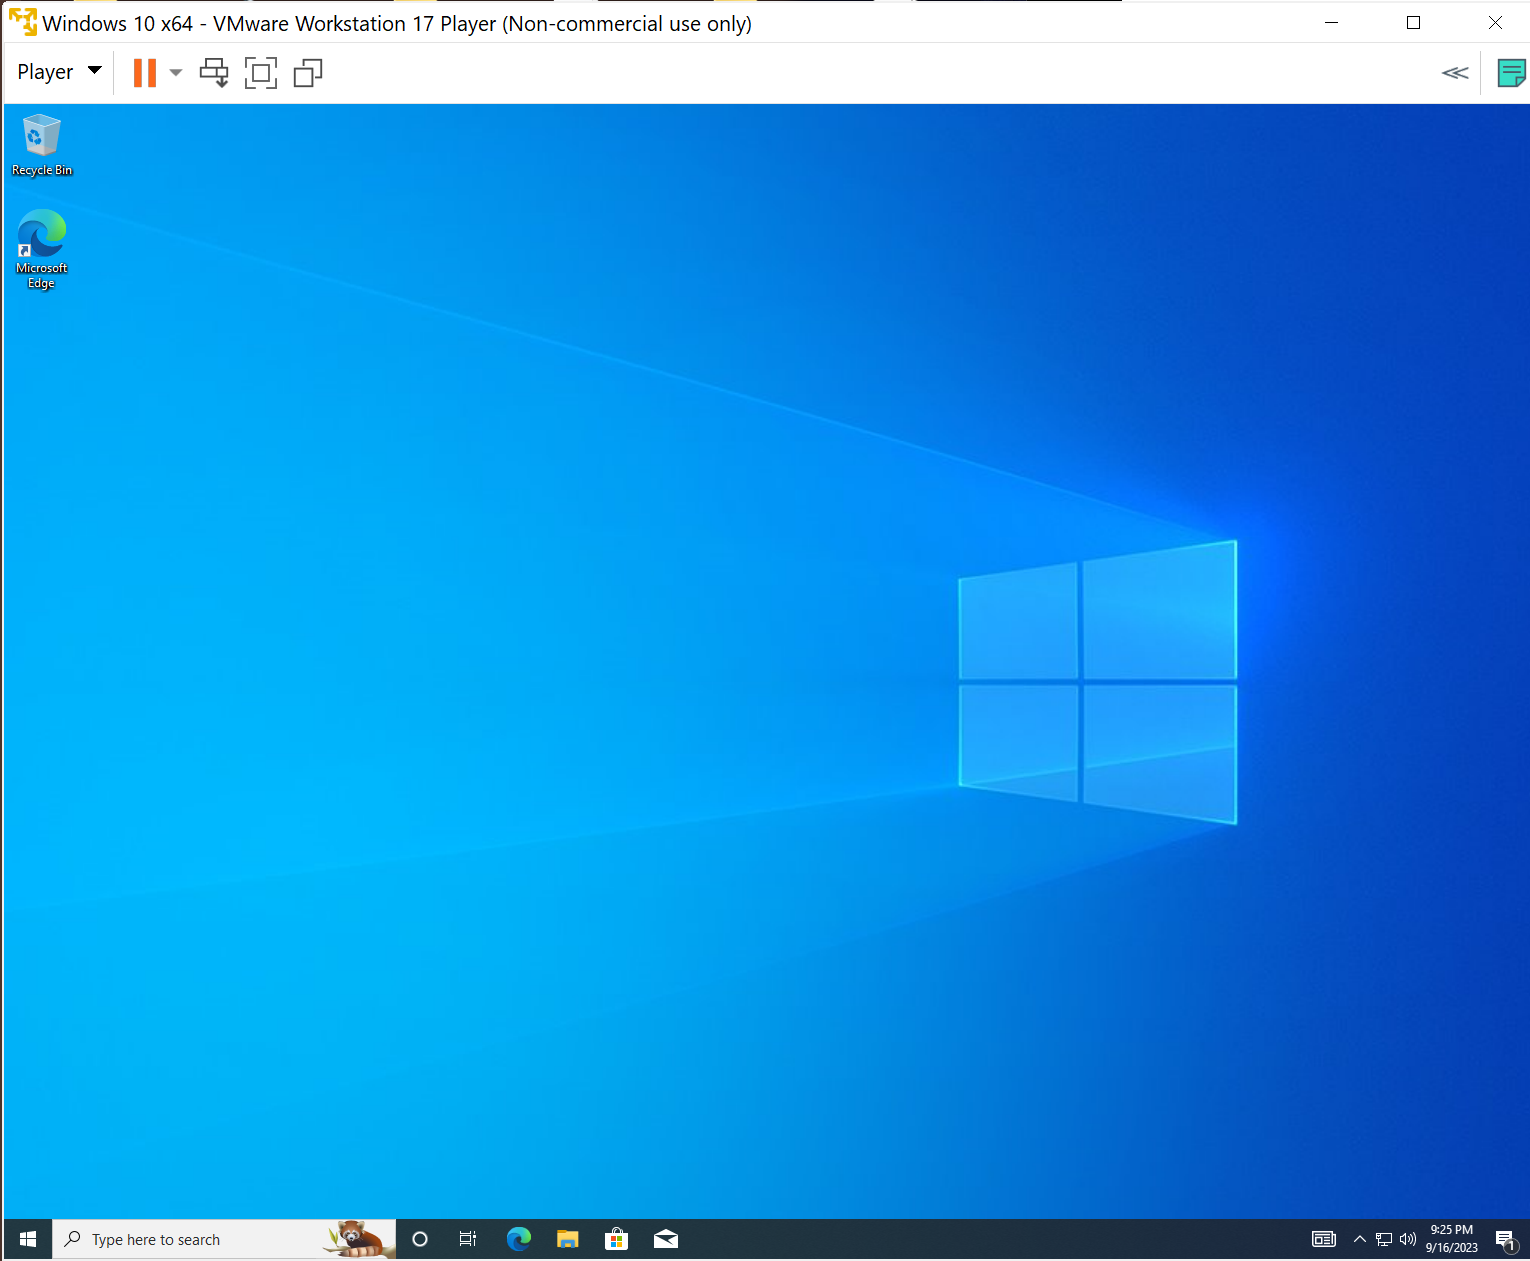 Windows 10 x64 - VMware Workstation 17 Player (Non-commercial use only)
Player
Recycle Bin
Microsoft
Edge
Type here to search
9:25 PM
9/16/2023
1